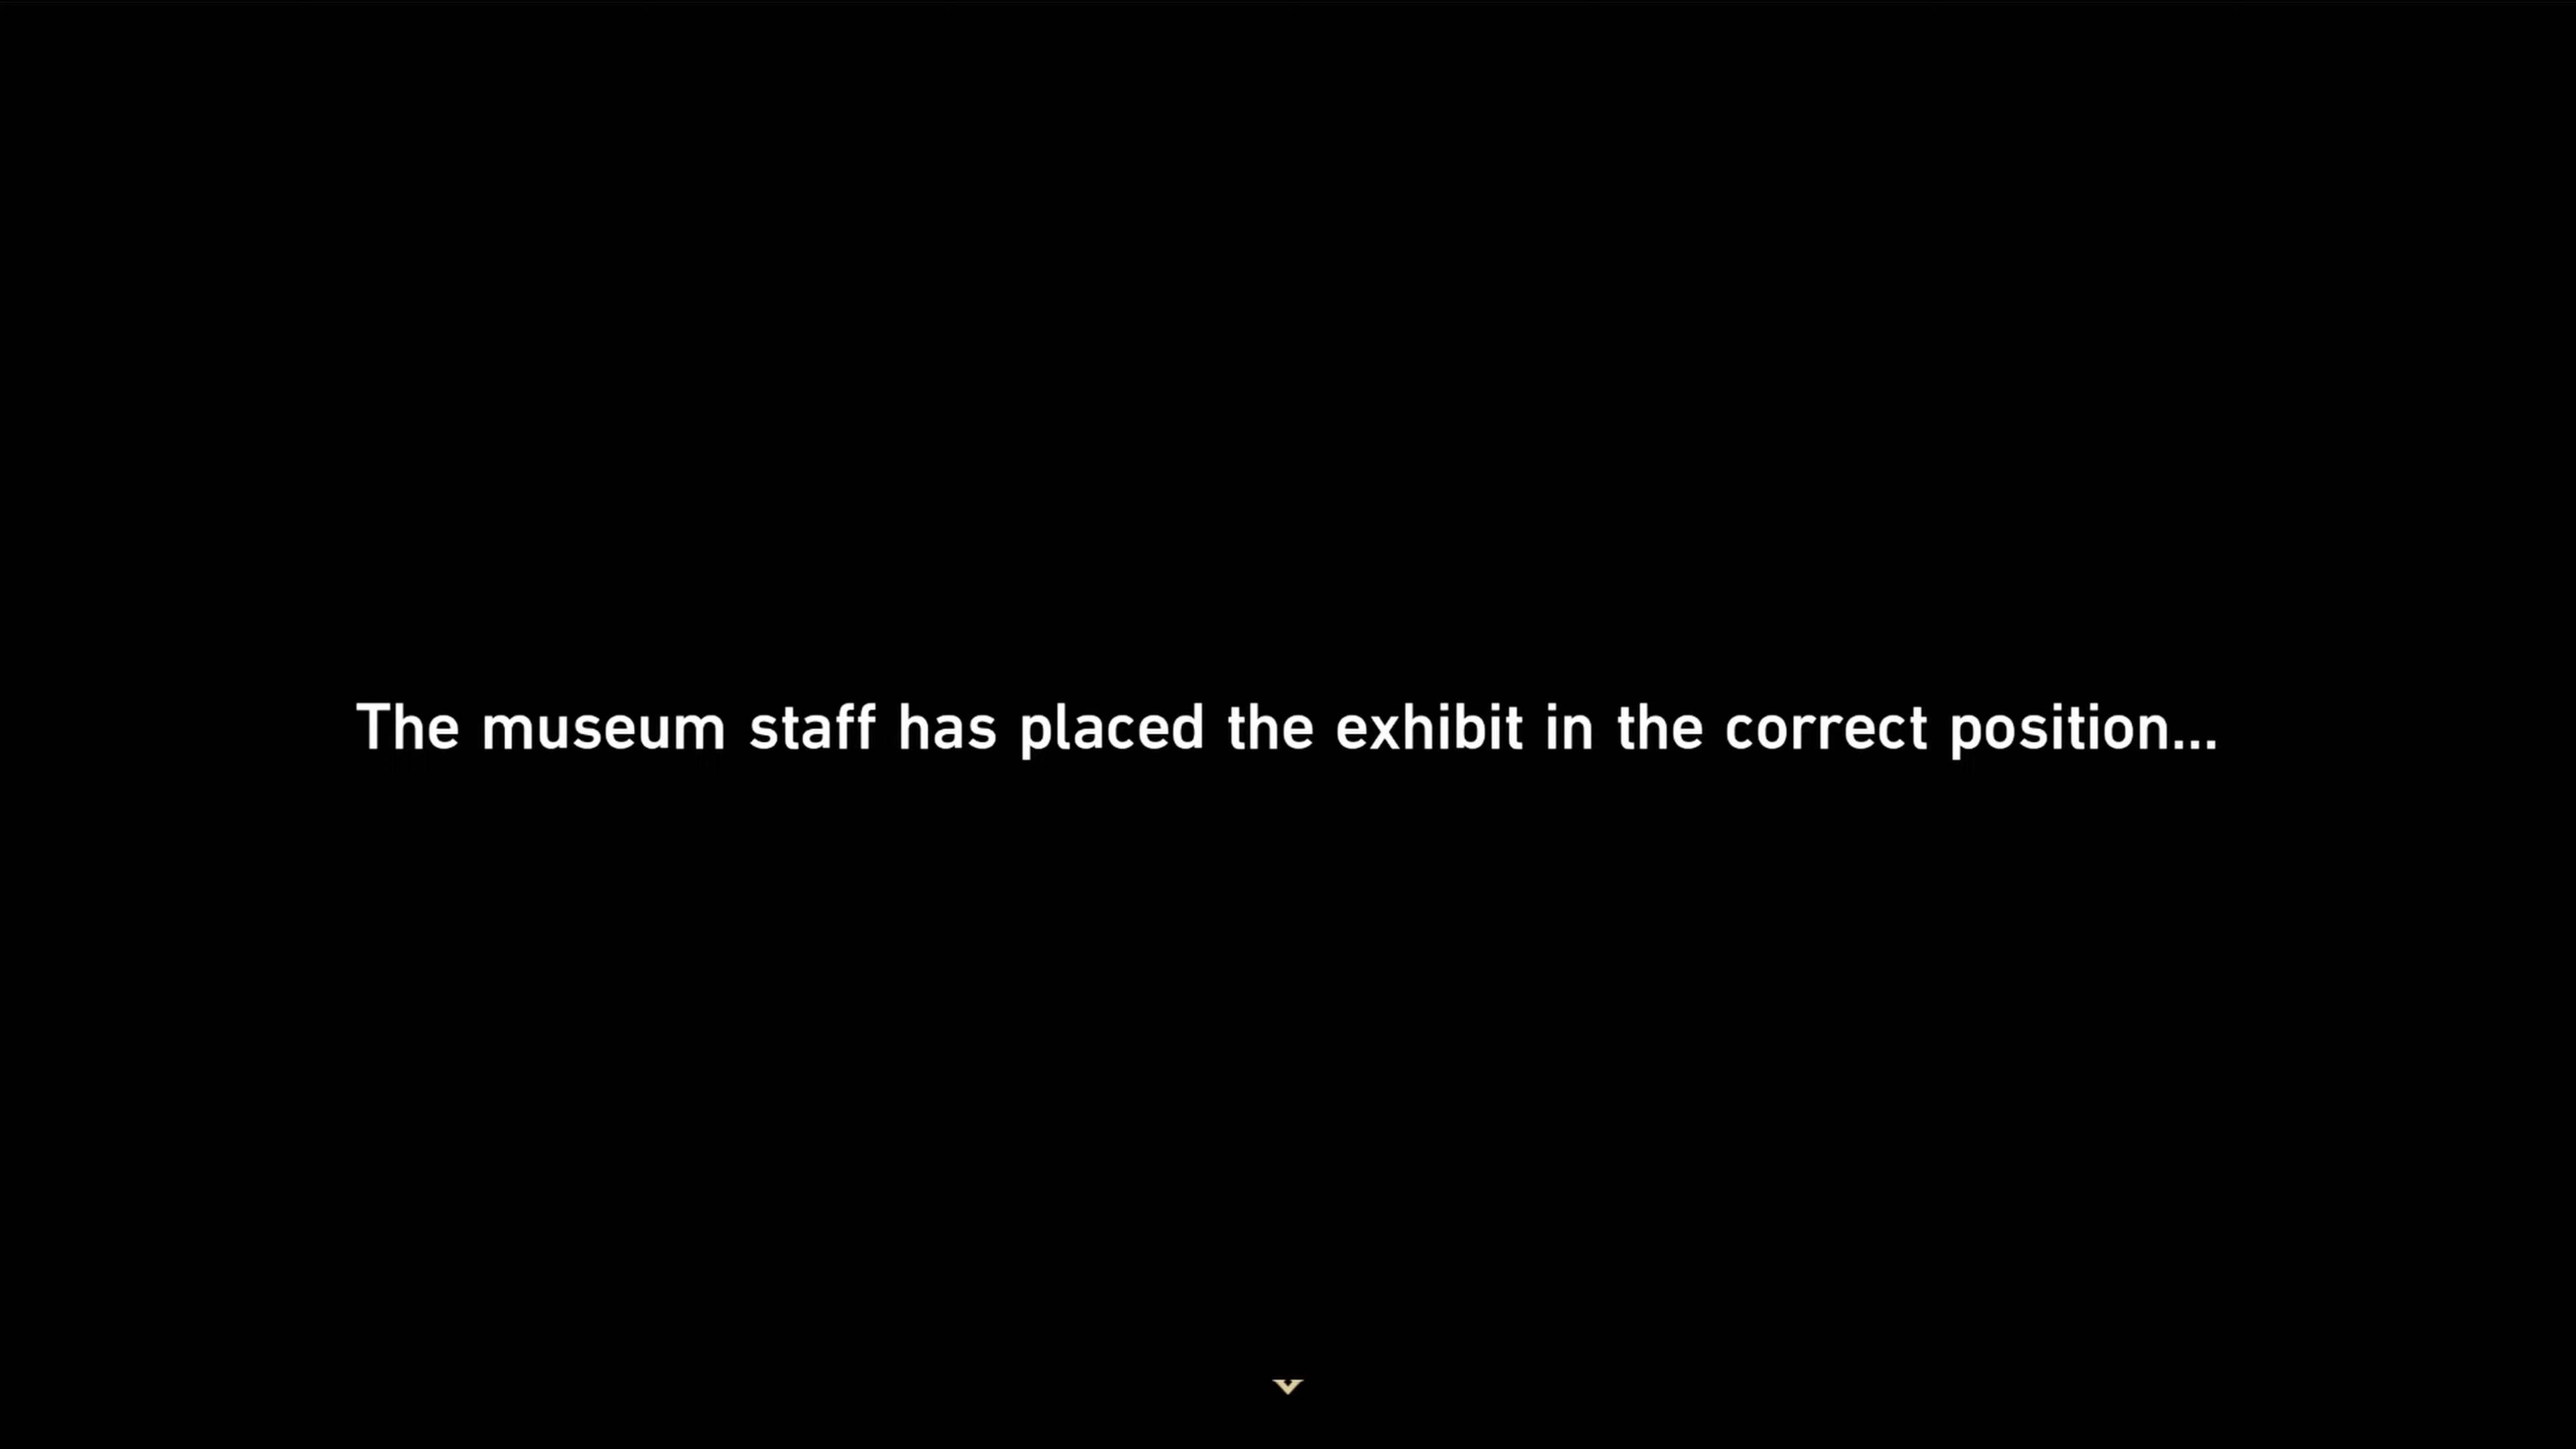 The museum staff has placed the exhibit in the correct position...